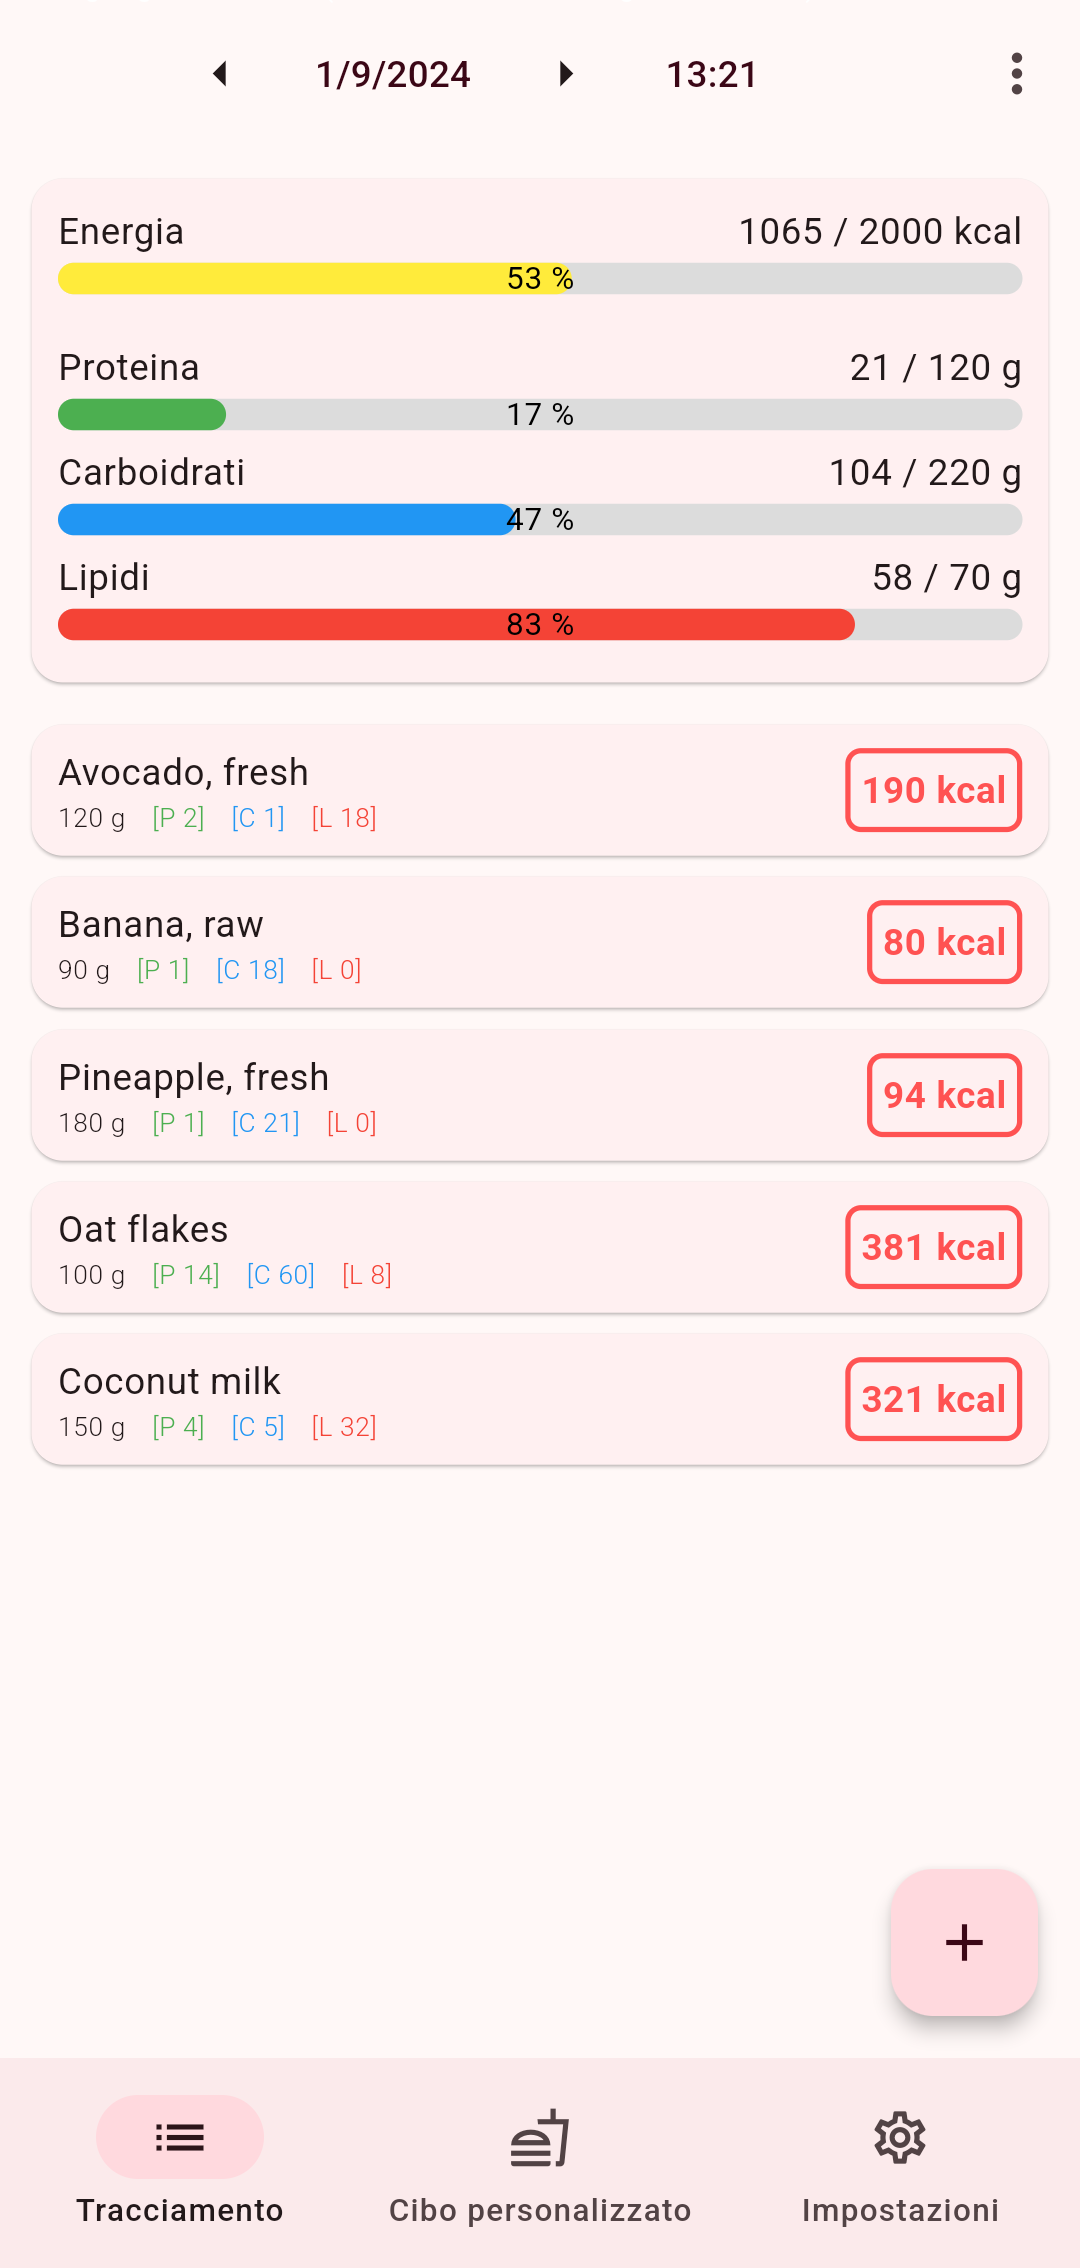 1/9/2024 13:21
Energia 1065 / 2000 kcal
53 %
Proteina 21 / 120 g
17 %
Carboidrati 104 / 220 g
47 %
Lipidi 58 / 70 g
83 %
Avocado, fresh
120 g [P 2] [C 1] [L 18]
190 kcal
Banana, raw
90 g [P 1] [C 18] [L 0]
80 kcal
Pineapple, fresh
180 g [P 1] [C 21] [L 0]
94 kcal
Oat flakes
100 g [P 14] [C 60] [L 8]
381 kcal
Coconut milk
150 g [P 4] [C 5] [L 32]
321 kcal
Tracciamento Cibo personalizzato Impostazioni